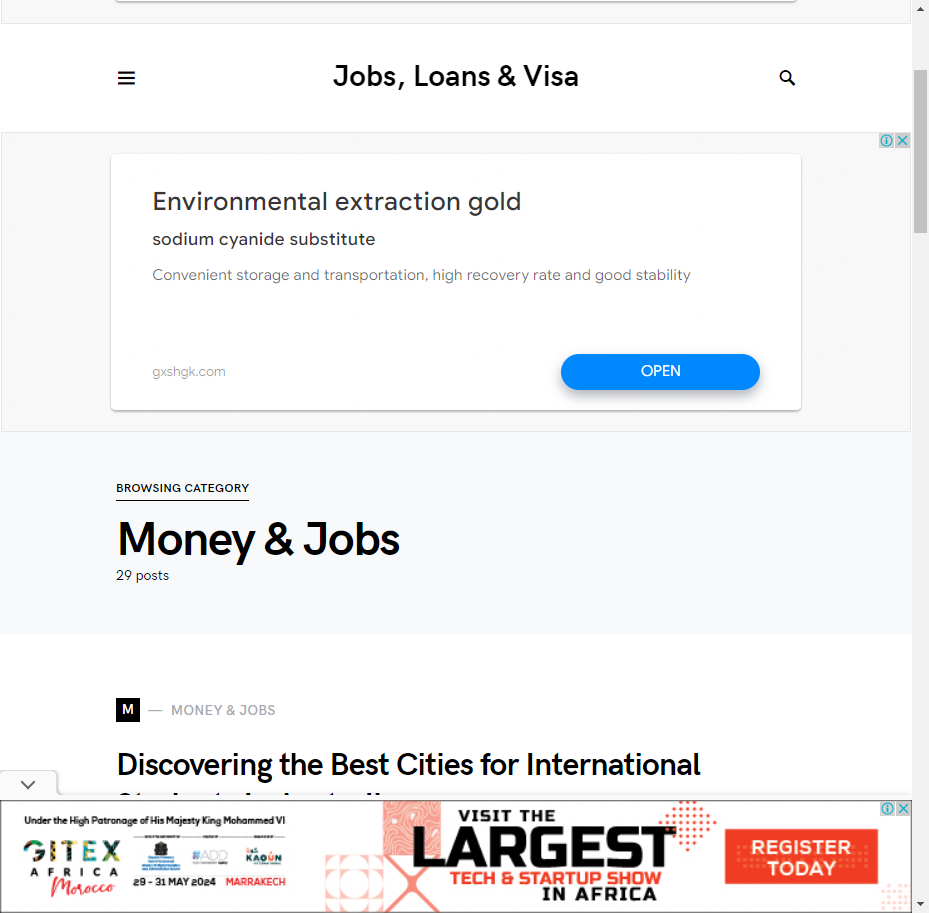 Jobs, Loans & Visa
Environmental extraction gold
sodium cyanide substitute
Convenient storage and transportation, high recovery rate and good stability
gxshgk.com
OPEN
BROWSING CATEGORY
Money & Jobs
29 posts
M — MONEY & JOBS
Discovering the Best Cities for International
Under the High Patronage of His Majesty King Mohammed VI
GITEX
AFRICA
Morocco
#ADD
KAOUN
29 - 31 MAY 2024 MARRAKECH
VISIT THE
LARGEST
TECH & STARTUP SHOW
IN AFRICA
REGISTER
TODAY